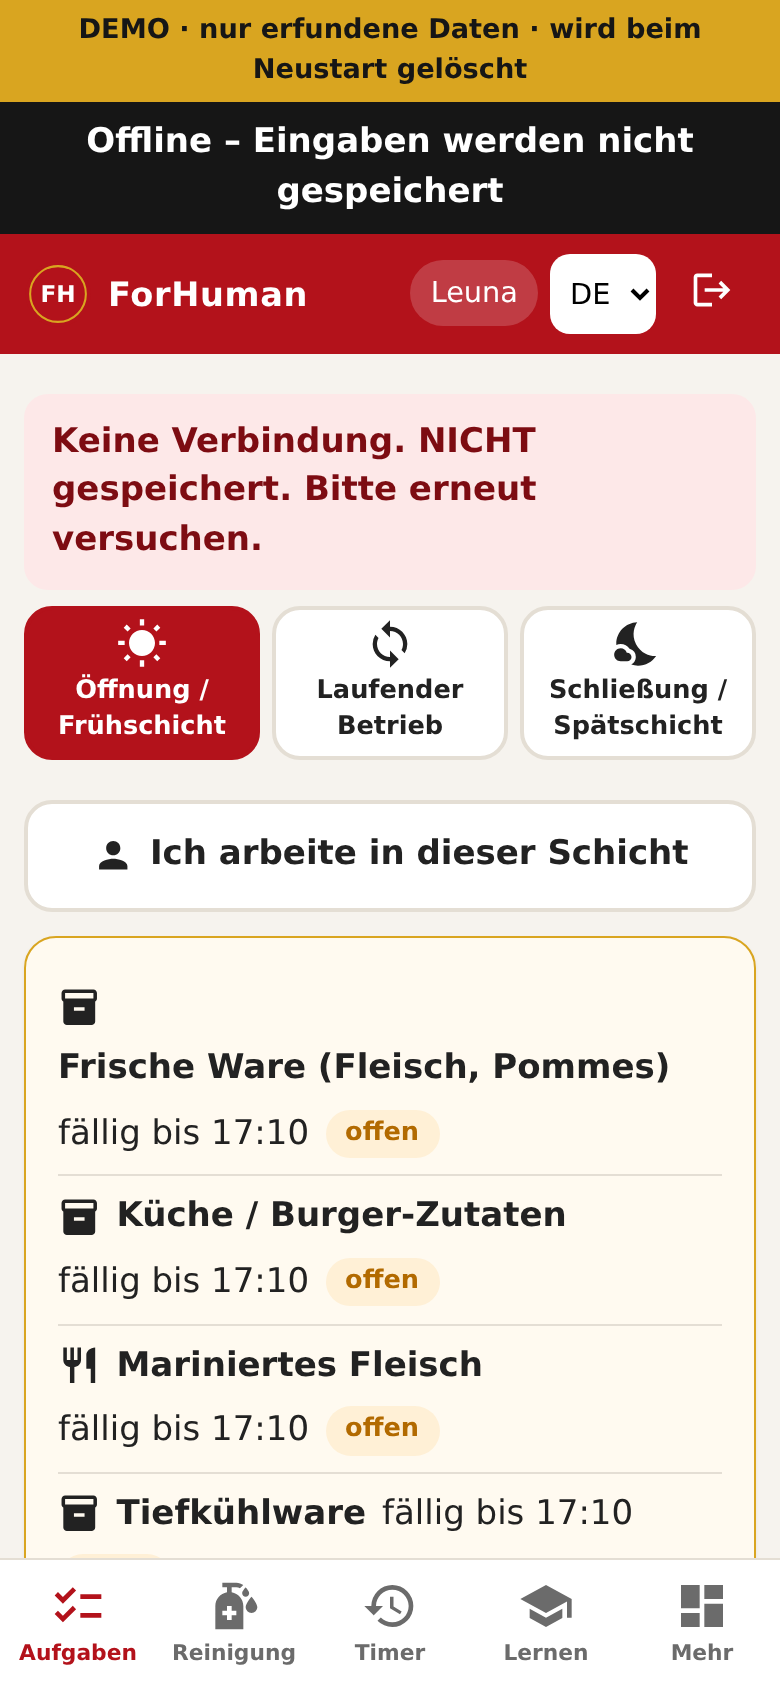 DEMO · nur erfundene Daten · wird beim
Neustart gelöscht
Offline – Eingaben werden nicht
gespeichert
FH ForHuman Leuna DE
Keine Verbindung. NICHT
gespeichert. Bitte erneut
versuchen.
Öffnung /
Frühschicht
Laufender
Betrieb
Schließung /
Spätschicht
Ich arbeite in dieser Schicht
Frische Ware (Fleisch, Pommes)
fällig bis 17:10 offen
Küche / Burger-Zutaten
fällig bis 17:10 offen
Mariniertes Fleisch
fällig bis 17:10 offen
Tiefkühlware fällig bis 17:10
Aufgaben Reinigung Timer Lernen Mehr